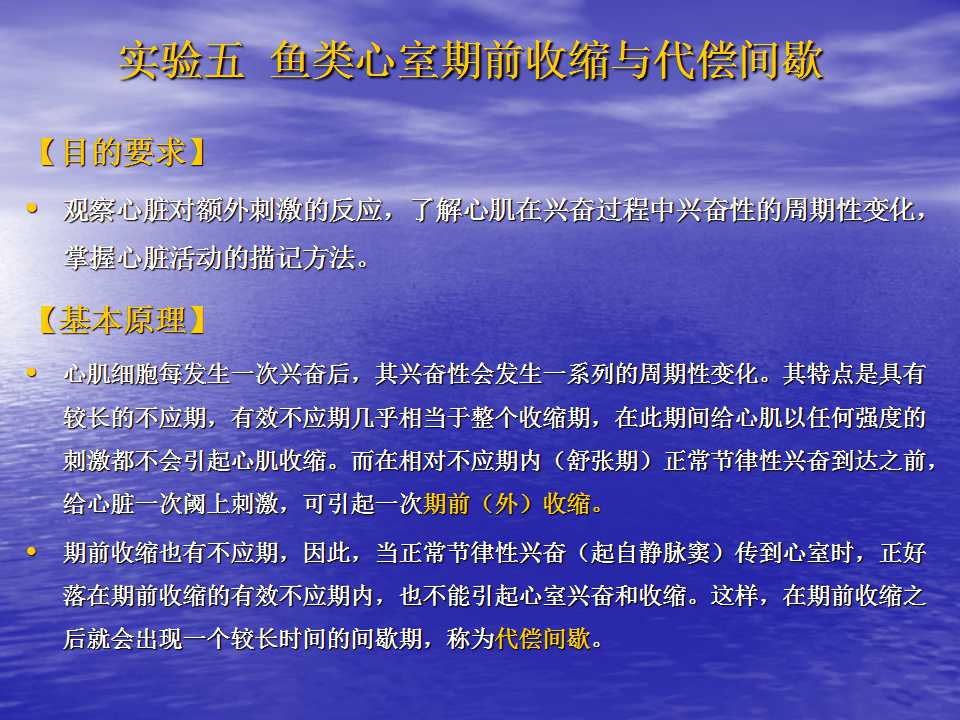 实验五 鱼类心室期前收缩与代偿间歇
【目的要求】
• 观察心脏对额外刺激的反应，了解心肌在兴奋过程中兴奋性的周期性变化，
掌握心脏活动的描记方法。
【基本原理】
• 心肌细胞每发生一次兴奋后，其兴奋性会发生一系列的周期性变化。其特点是具有
较长的不应期，有效不应期几乎相当于整个收缩期，在此期间给心肌以任何强度的
刺激都不会引起心肌收缩。而在相对不应期内（舒张期）正常节律性兴奋到达之前，
给心脏一次阈上刺激，可引起一次期前（外）收缩。
• 期前收缩也有不应期，因此，当正常节律性兴奋（起自静脉窦）传到心室时，正好
落在期前收缩的有效不应期内，也不能引起心室兴奋和收缩。这样，在期前收缩之
后就会出现一个较长时间的间歇期，称为代偿间歇。